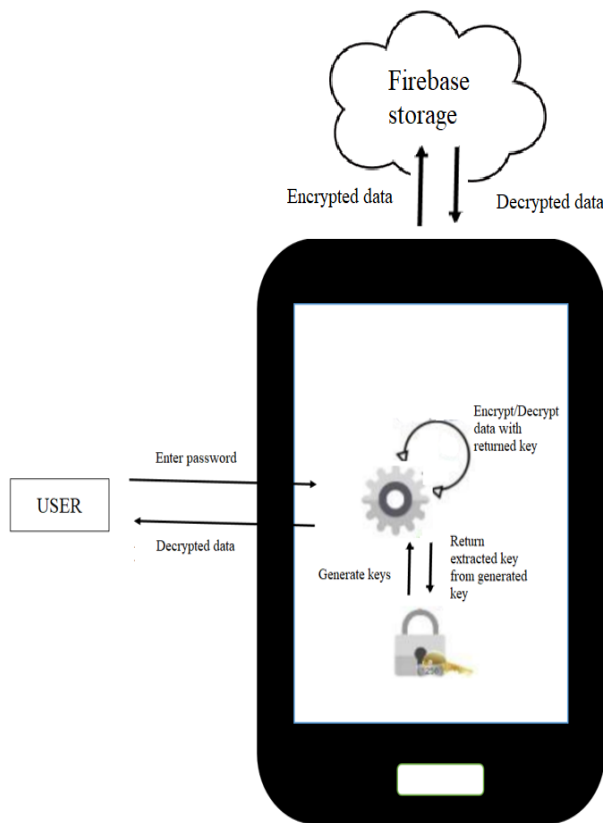 Firebase
storage
Encrypted data
Decrypted data
Encrypt/Decrypt
data with
returned key
Enter password
USER
Decrypted data
Generate keys
Return
extracted key
from generated
key